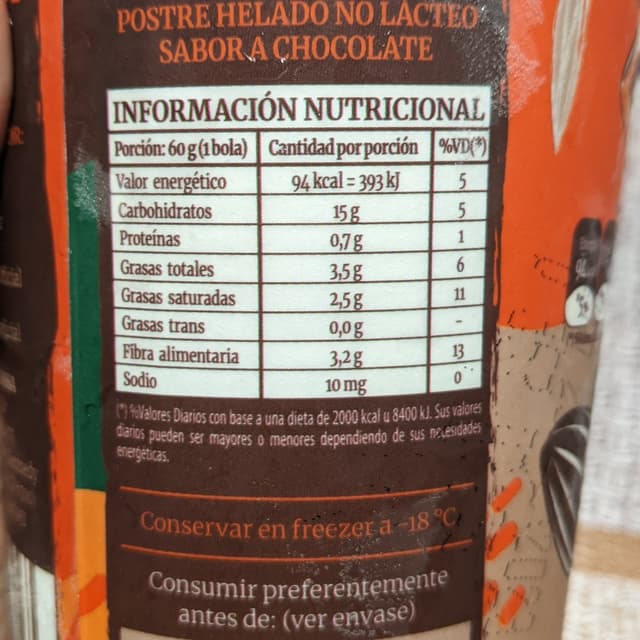 POSTRE HELADO NO LÁCTEO
SABOR A CHOCOLATE
INFORMACIÓN NUTRICIONAL
Porción: 60 g (1 bola) Cantidad por porción %VD(*)
Valor energético 94 kcal = 393 kJ 5
Carbohidratos 15 g 5
Proteínas 0,7 g 1
Grasas totales 3,5 g 6
Grasas saturadas 2,5 g 11
Grasas trans 0,0 g -
Fibra alimentaria 3,2 g 13
Sodio 10 mg 0
(*) %Valores Diarios con base a una dieta de 2000 kcal u 8400 kJ. Sus valores
diarios pueden ser mayores o menores dependiendo de sus necesidades
energéticas.
Conservar en freezer a -18 °C
Consumir preferentemente
antes de: (ver envase)